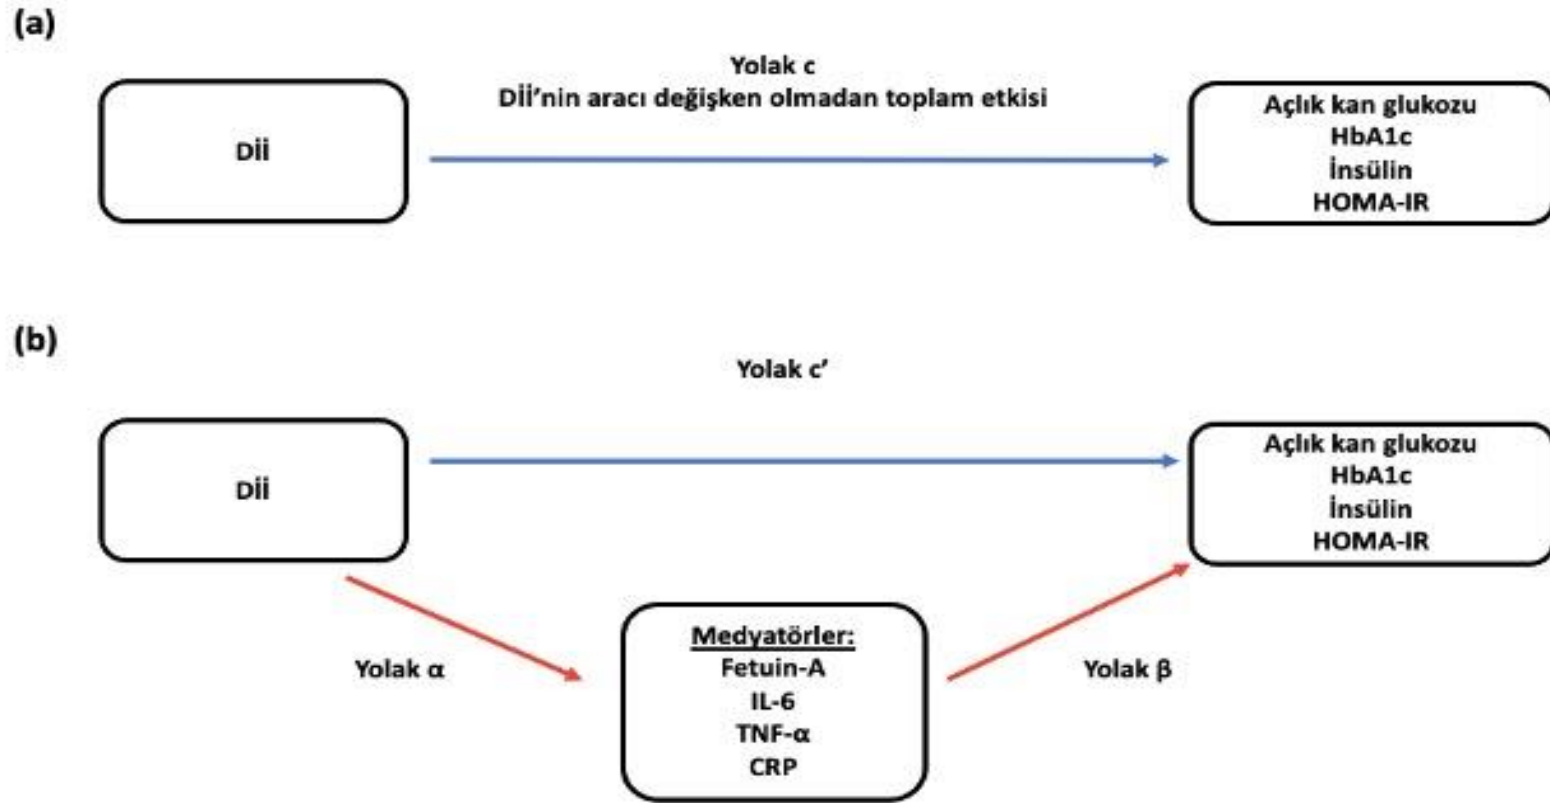 (a)
Yolak c
Dİİ'nin aracı değişken olmadan toplam etkisi
Dİİ
Açlık kan glukozu
HbA1c
İnsülin
HOMA-IR
(b)
Yolak c'
Dİİ
Açlık kan glukozu
HbA1c
İnsülin
HOMA-IR
Yolak α
Medyatörler:
Fetuin-A
IL-6
TNF-α
CRP
Yolak β